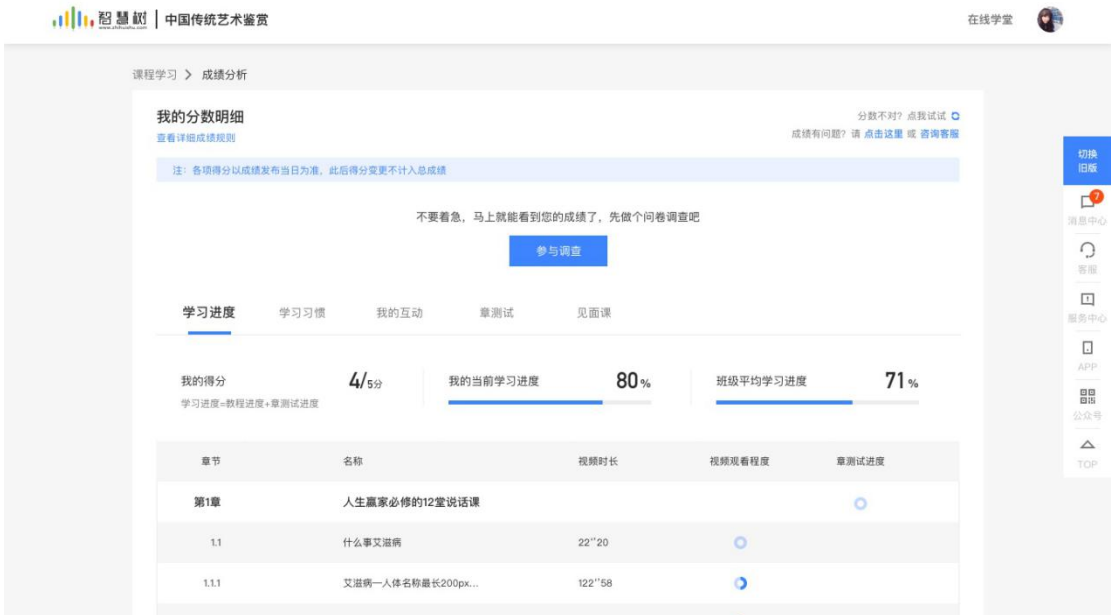 智慧树 中国传统艺术鉴赏 在线学堂
www.zhihuishu.com
课程学习 > 成绩分析
我的分数明细
查看详细成绩规则
分数不对？点我试试
成绩有问题？请 点击这里 或 咨询客服
注：各项得分以成绩发布当日为准，此后得分变更不计入总成绩
不要着急，马上就能看到您的成绩了，先做个问卷调查吧
参与调查
学习进度 学习习惯 我的互动 章测试 见面课
我的得分 4/5分 我的当前学习进度 80% 班级平均学习进度 71%
学习进度=教程进度+章测试进度
章节 名称 视频时长 视频观看程度 章测试进度
第1章 人生赢家必修的12堂说话课
1.1 什么事艾滋病 22''20
1.1.1 艾滋病—人体名称最长200px... 122''58
切换
旧版
7
消息中心
客服
服务中心
APP
公众号
TOP